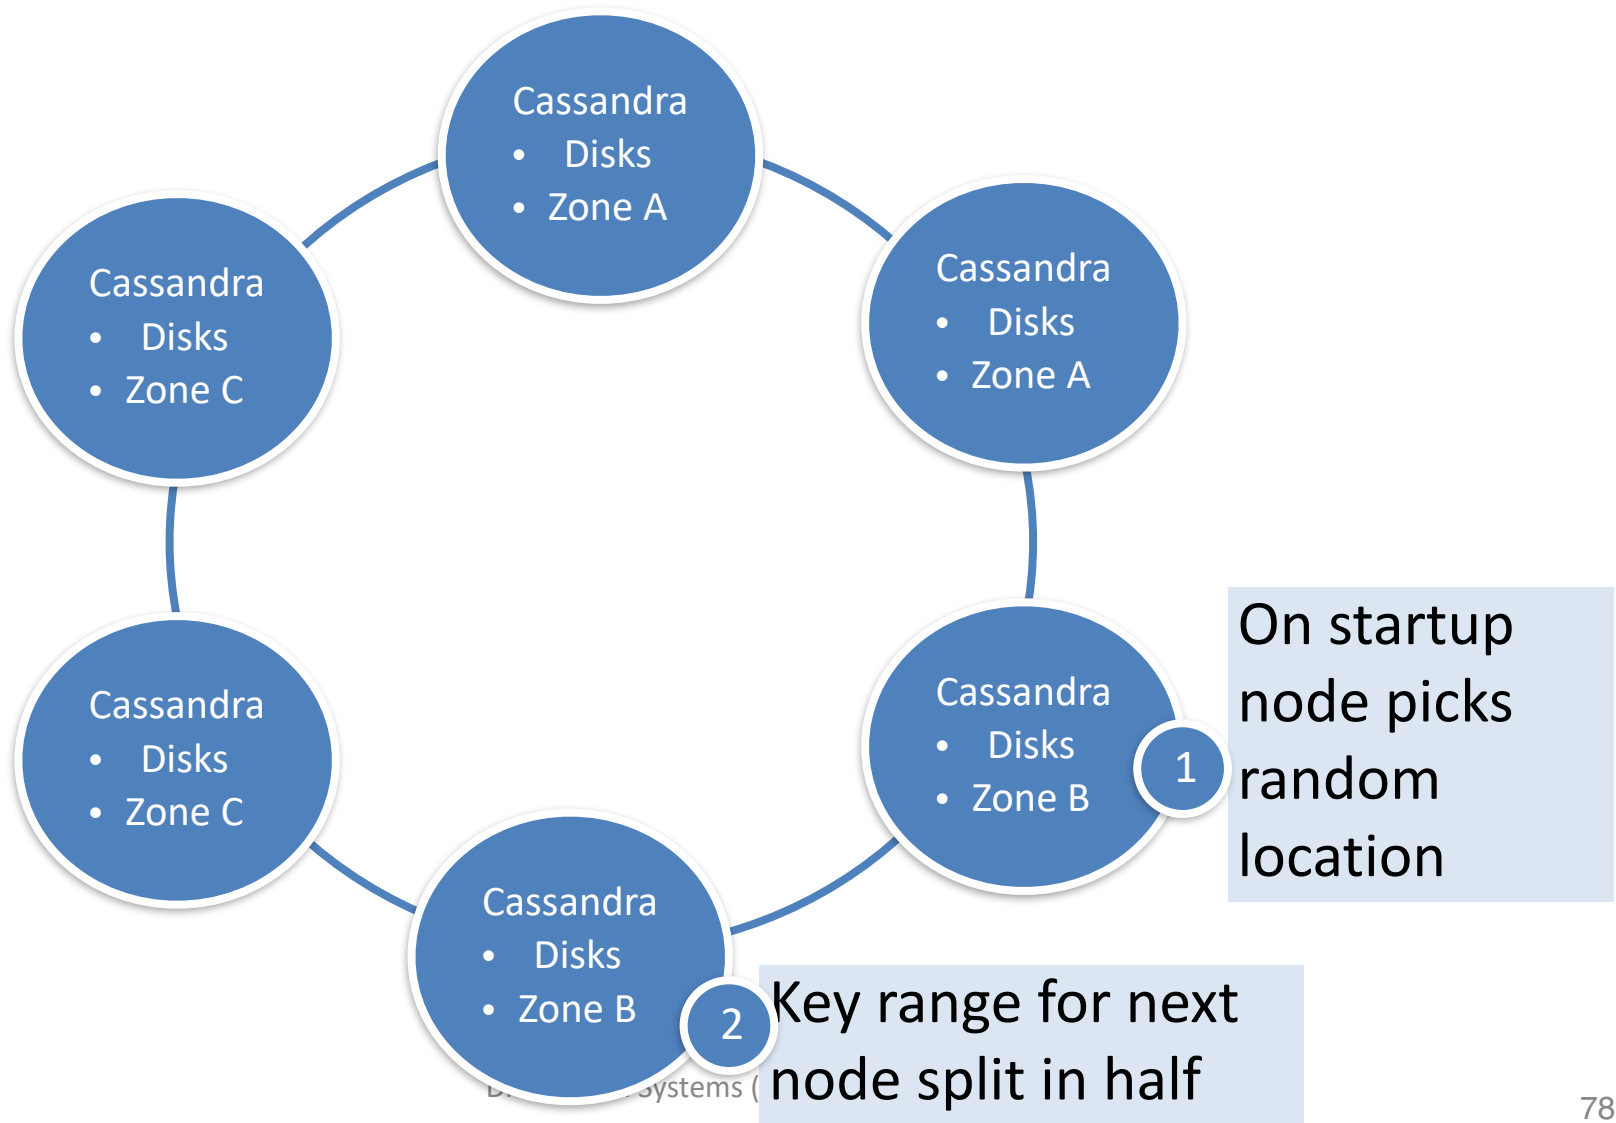 Cassandra
• Disks
• Zone A
Cassandra
• Disks
• Zone C
Cassandra
• Disks
• Zone A
Cassandra
• Disks
• Zone C
Cassandra
• Disks
• Zone B
1
On startup
node picks
random
location
Cassandra
• Disks
• Zone B
2
Key range for next
node split in half
Systems (
78